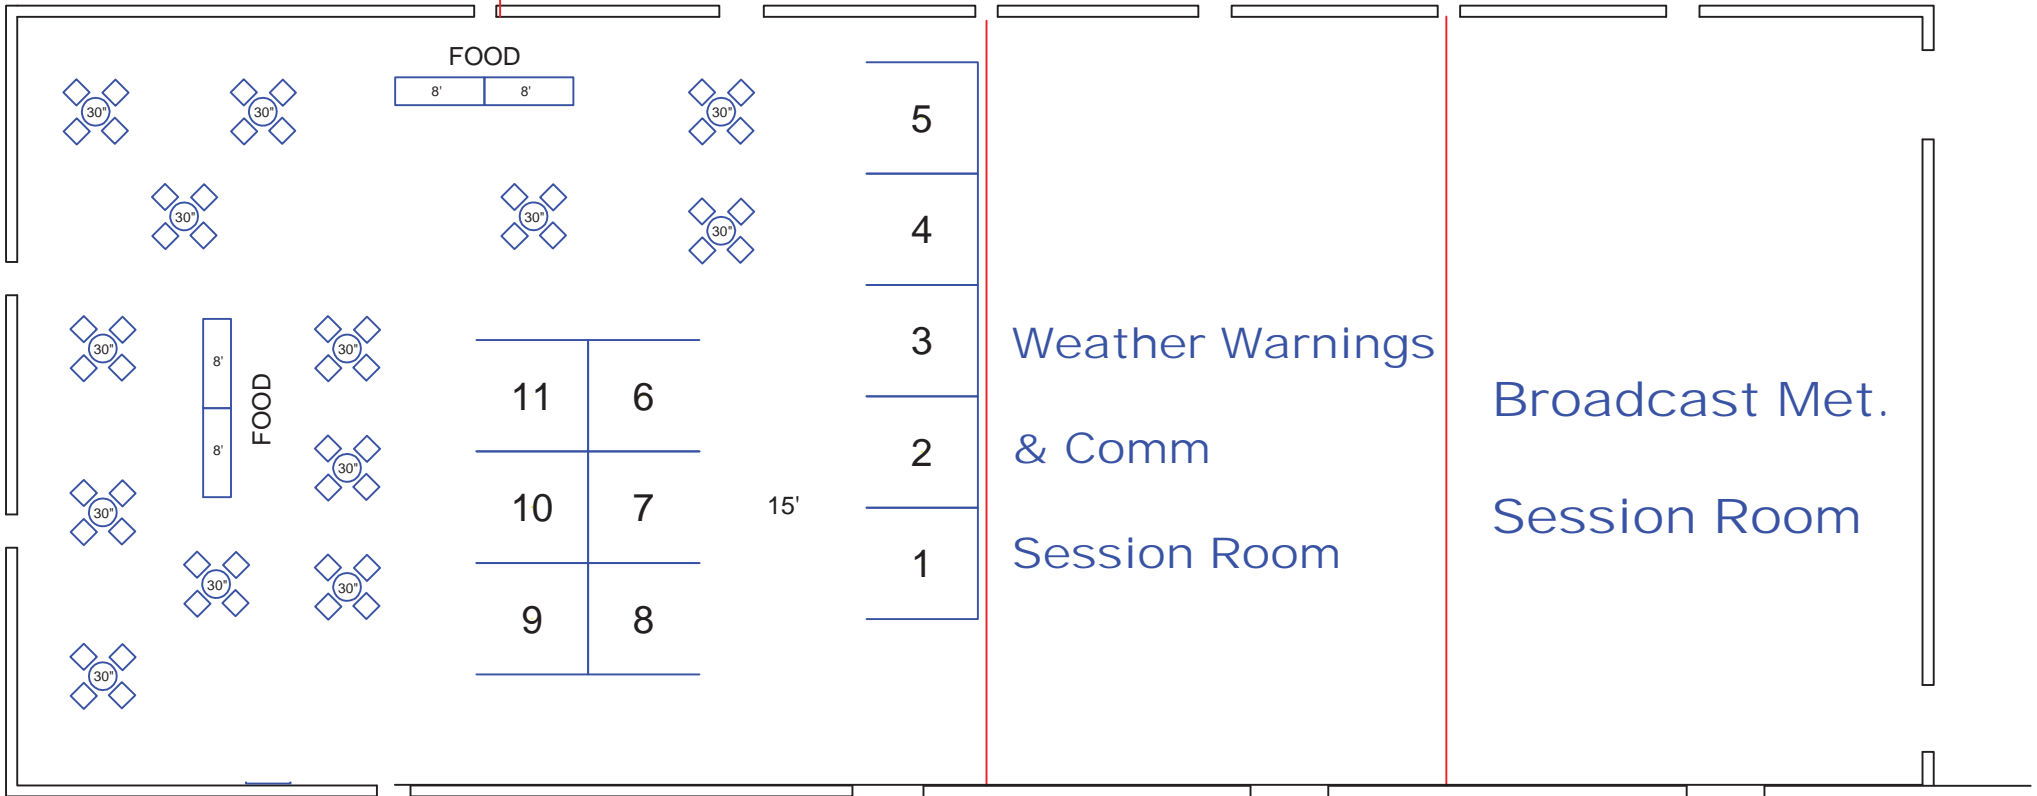 FOOD
8' 8'
30" 30" 30"
30" 30" 30"
5
4
3
2
1
30" 30"
8'
8'
FOOD
30"
30"
30" 30"
30"
11 6
10 7
9 8
15'
Weather Warnings
& Comm
Session Room
Broadcast Met.
Session Room